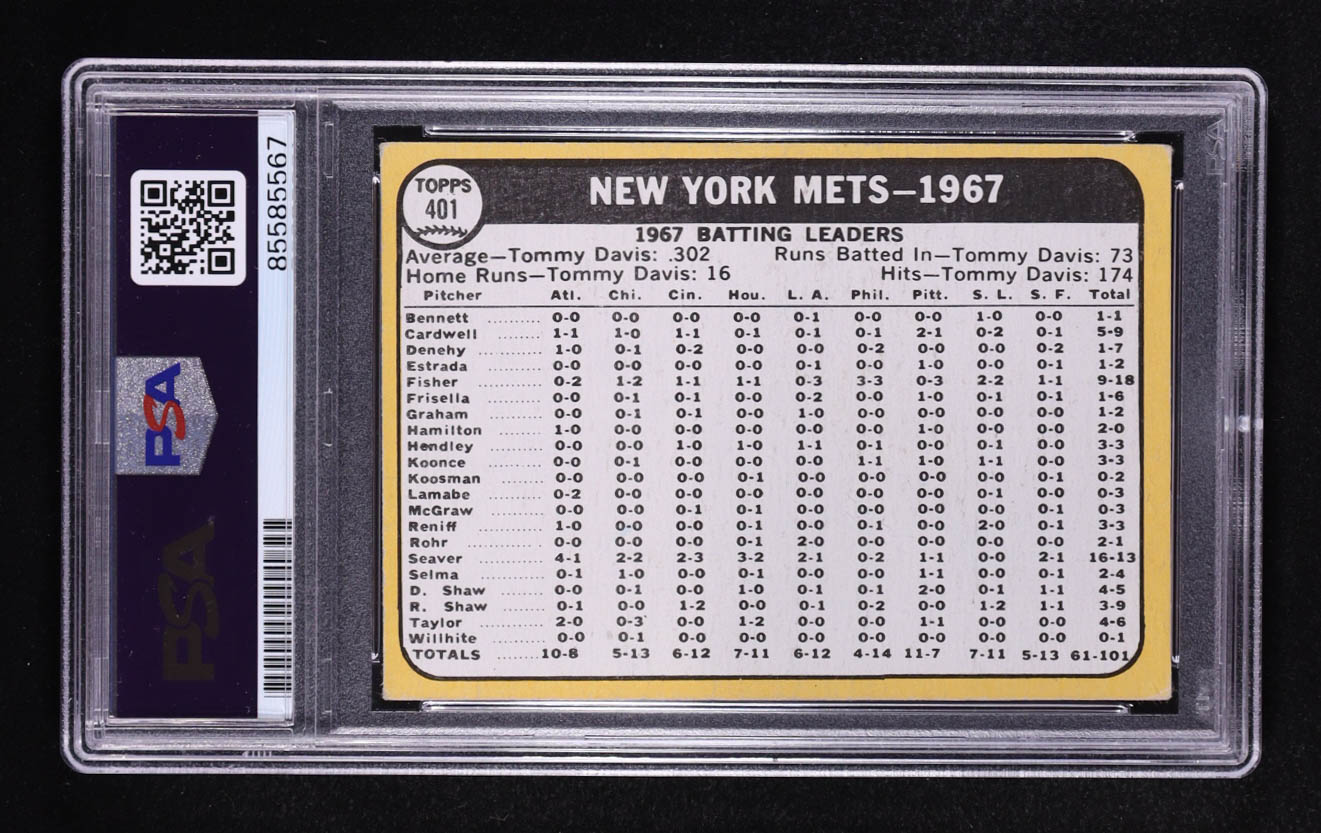 85585567
PSA
PSA
TOPPS
401
NEW YORK METS—1967
1967 BATTING LEADERS
Average—Tommy Davis: .302 Runs Batted In—Tommy Davis: 73
Home Runs—Tommy Davis: 16 Hits—Tommy Davis: 174
Pitcher Atl. Chi. Cin. Hou. L. A. Phil. Pitt. S. L. S. F. Total
Bennett ......... 0-0 0-0 0-0 0-0 0-1 0-0 0-0 1-0 0-0 1-1
Cardwell ........ 1-1 1-0 1-1 0-1 0-1 0-1 2-1 0-2 0-1 5-9
Denehy ......... 1-0 0-1 0-2 0-0 0-0 0-2 0-0 0-0 0-2 1-7
Estrada ......... 0-0 0-0 0-0 0-0 0-1 0-0 1-0 0-0 0-1 1-2
Fisher ............ 0-2 1-2 1-1 1-1 0-3 3-3 0-3 2-2 1-1 9-18
Frisella ......... 0-0 0-1 0-1 0-0 0-2 0-0 1-0 0-1 0-1 1-6
Graham ......... 0-0 0-1 0-1 0-0 1-0 0-0 0-0 0-0 0-0 1-2
Hamilton ....... 1-0 0-0 0-0 0-0 0-0 0-0 1-0 0-0 0-0 2-0
Hendley ........ 0-0 0-0 1-0 1-0 1-1 0-1 0-0 0-1 0-0 3-3
Koonce ......... 0-0 0-1 0-0 0-0 0-0 1-1 1-0 1-1 0-0 3-3
Koosman ....... 0-0 0-0 0-0 0-1 0-0 0-0 0-0 0-0 0-1 0-2
Lamabe ........ 0-2 0-0 0-0 0-0 0-0 0-0 0-0 0-1 0-0 0-3
McGraw ........ 0-0 0-0 0-1 0-1 0-0 0-0 0-0 0-0 0-1 0-3
Reniff ............ 1-0 0-0 0-0 0-1 0-0 0-1 0-0 2-0 0-1 3-3
Rohr .............. 0-0 0-0 0-0 0-1 2-0 0-0 0-0 0-0 0-0 2-1
Seaver ........... 4-1 2-2 2-3 3-2 2-1 0-2 1-1 0-0 2-1 16-13
Selma ........... 0-1 1-0 0-0 0-1 0-0 0-0 1-1 0-0 0-1 2-4
D. Shaw ....... 0-0 0-1 0-0 1-0 0-1 0-1 2-0 0-1 1-1 4-5
R. Shaw ....... 0-1 0-0 1-2 0-0 0-1 0-2 0-0 1-2 1-1 3-9
Taylor ........... 2-0 0-3 0-0 1-2 0-0 0-0 1-1 0-0 0-0 4-6
Willhite ......... 0-0 0-1 0-0 0-0 0-0 0-0 0-0 0-0 0-0 0-1
TOTALS ........10-8 5-13 6-12 7-11 6-12 4-14 11-7 7-11 5-13 61-101